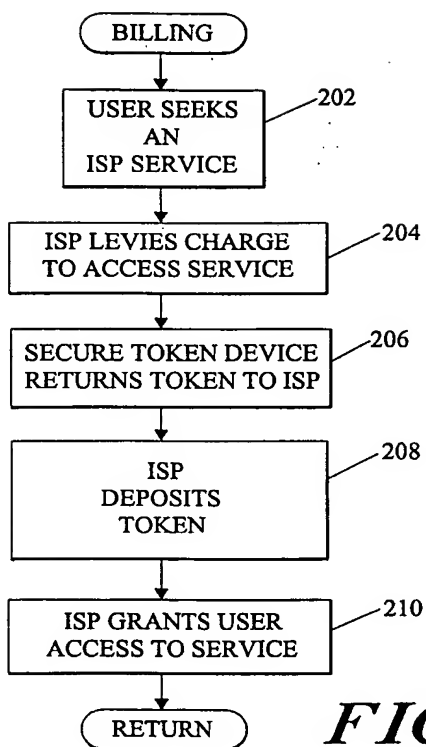 BILLING
202
USER SEEKS
AN
ISP SERVICE
204
ISP LEVIES CHARGE
TO ACCESS SERVICE
206
SECURE TOKEN DEVICE
RETURNS TOKEN TO ISP
208
ISP
DEPOSITS
TOKEN
210
ISP GRANTS USER
ACCESS TO SERVICE
RETURN